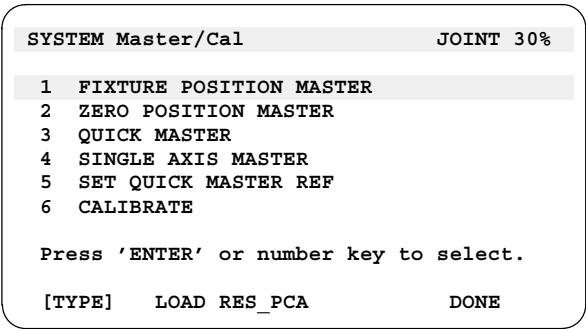 SYSTEM Master/Cal JOINT 30%
1 FIXTURE POSITION MASTER
2 ZERO POSITION MASTER
3 QUICK MASTER
4 SINGLE AXIS MASTER
5 SET QUICK MASTER REF
6 CALIBRATE
Press ’ENTER’ or number key to select.
[TYPE] LOAD RES_PCA DONE